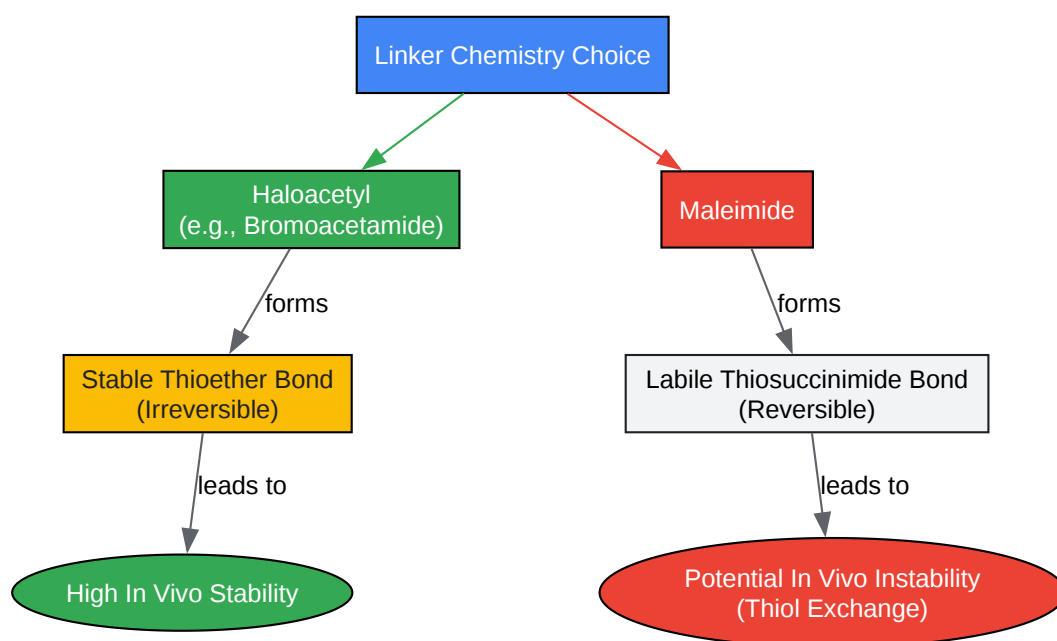 Linker Chemistry Choice
Haloacetyl
(e.g., Bromoacetamide)
Maleimide
forms
forms
Stable Thioether Bond
(Irreversible)
Labile Thiosuccinimide Bond
(Reversible)
leads to
leads to
High In Vivo Stability
Potential In Vivo Instability
(Thiol Exchange)